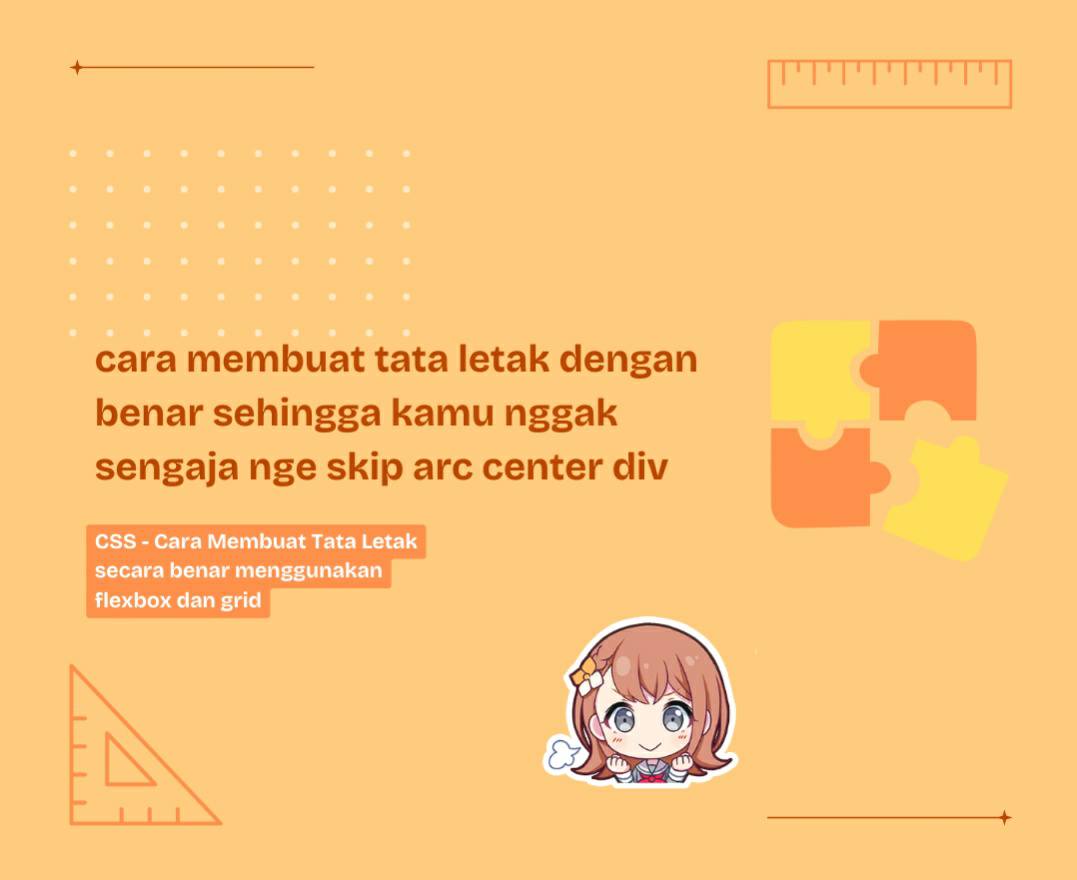 cara membuat tata letak dengan
benar sehingga kamu nggak
sengaja nge skip arc center div
CSS - Cara Membuat Tata Letak
secara benar menggunakan
flexbox dan grid